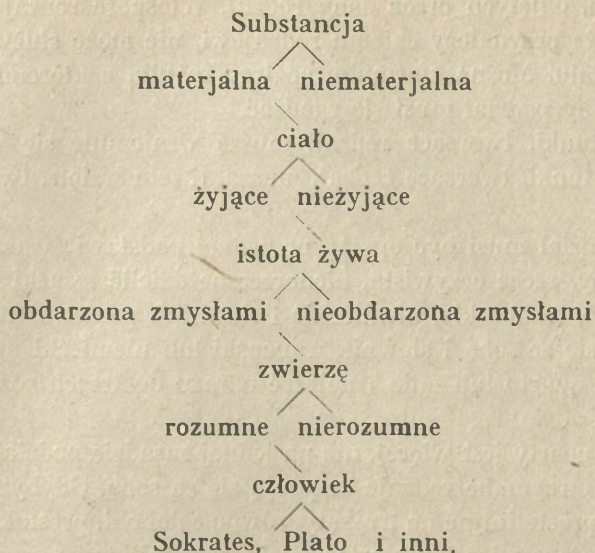 Substancja
materjalna niematerjalna
ciało
żyjące nieżyjące
istota żywa
obdarzona zmysłami nieobdarzona zmysłami
zwierzę
rozumne nierozumne
człowiek
Sokrates, Plato i inni.